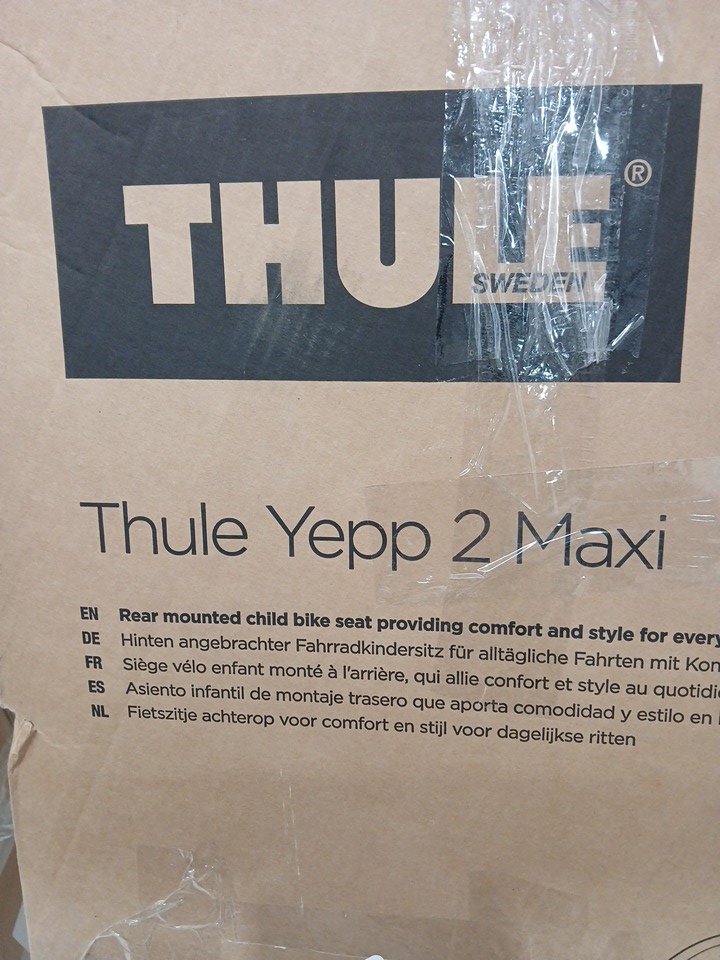 THULE®
SWEDEN
Thule Yepp 2 Maxi
EN Rear mounted child bike seat providing comfort and style for every
DE Hinten angebrachter Fahrradkindersitz für alltägliche Fahrten mit Kon
FR Siège vélo enfant monté à l'arrière, qui allie confort et style au quotidie
ES Asiento infantil de montaje trasero que aporta comodidad y estilo en
NL Fietszitje achterop voor comfort en stijl voor dagelijkse ritten